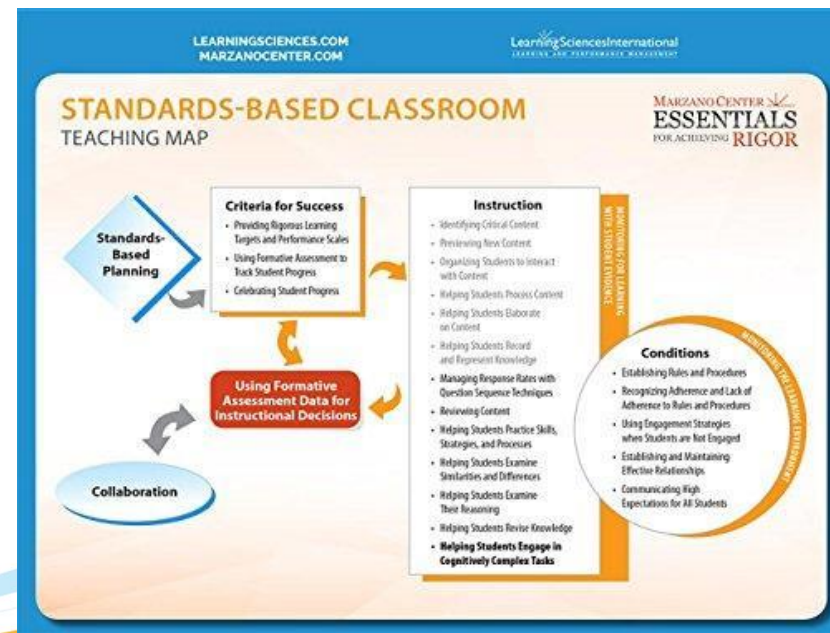 LEARNINGSCIENCES.COM
MARZANOCENTER.COM
LearningSciencesInternational
LEARNING AND PERFORMANCE MANAGEMENT
STANDARDS-BASED CLASSROOM
TEACHING MAP
MARZANO CENTER
ESSENTIALS
FOR ACHIEVING RIGOR
Standards-
Based
Planning
Criteria for Success
• Providing Rigorous Learning
Targets and Performance Scales
• Using Formative Assessment to
Track Student Progress
• Celebrating Student Progress
Using Formative
Assessment Data for
Instructional Decisions
Collaboration
Instruction
• Identifying Critical Content
• Previewing New Content
• Organizing Students to Interact
with Content
• Helping Students Process Content
• Helping Students Elaborate
on Content
• Helping Students Record
and Represent Knowledge
• Managing Response Rates with
Question Sequence Techniques
• Reviewing Content
• Helping Students Practice Skills,
Strategies, and Processes
• Helping Students Examine
Similarities and Differences
• Helping Students Examine
Their Reasoning
• Helping Students Revise Knowledge
• Helping Students Engage in
Cognitively Complex Tasks
MONITORING FOR LEARNING
WITH STUDENT EVIDENCE
Conditions
• Establishing Rules and Procedures
• Recognizing Adherence and Lack of
Adherence to Rules and Procedures
• Using Engagement Strategies
when Students are Not Engaged
• Establishing and Maintaining
Effective Relationships
• Communicating High
Expectations for All Students
MONITORING THE LEARNING ENVIRONMENT